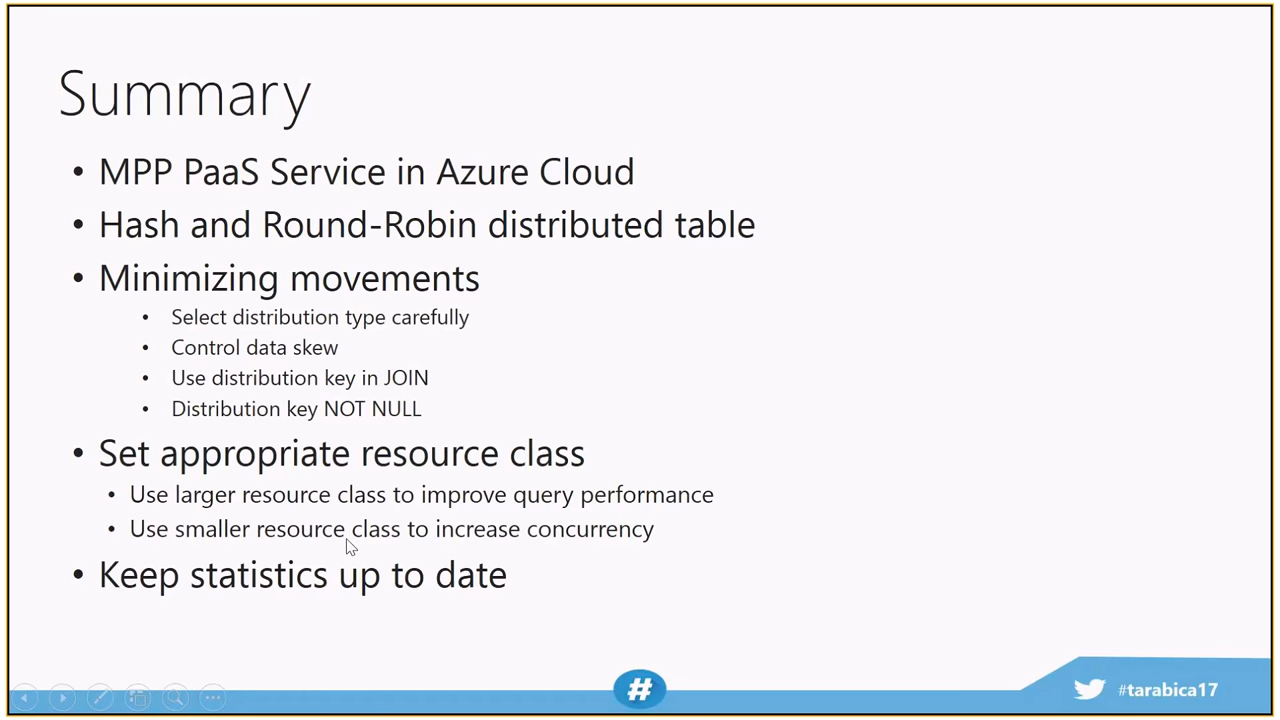 Summary
• MPP PaaS Service in Azure Cloud
• Hash and Round-Robin distributed table
• Minimizing movements
• Select distribution type carefully
• Control data skew
• Use distribution key in JOIN
• Distribution key NOT NULL
• Set appropriate resource class
• Use larger resource class to improve query performance
• Use smaller resource class to increase concurrency
• Keep statistics up to date
#
#tarabica17